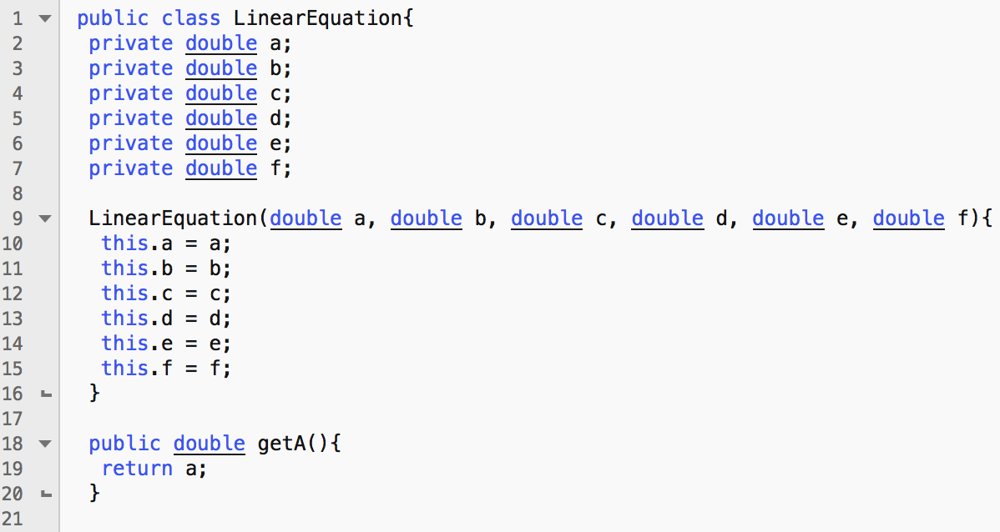 1 public class LinearEquation{
2 private double a;
3 private double b;
4 private double c;
5 private double d;
6 private double e;
7 private double f;
8
9 LinearEquation(double a, double b, double c, double d, double e, double f){
10 this.a = a;
11 this.b = b;
12 this.c = c;
13 this.d = d;
14 this.e = e;
15 this.f = f;
16 }
17
18 public double getA(){
19 return a;
20 }
21